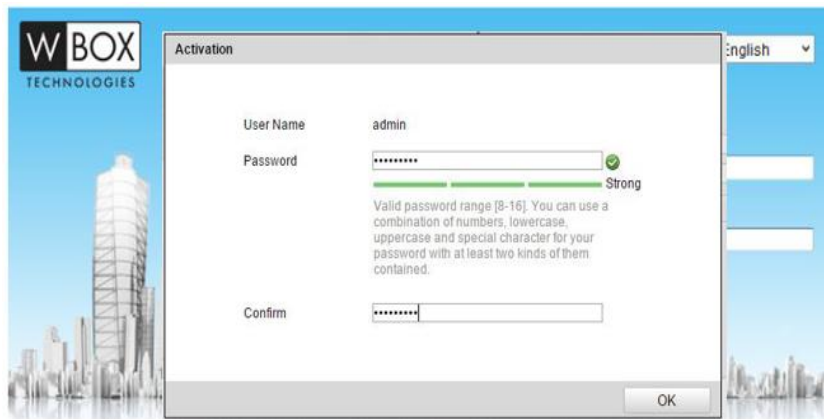 W BOX
TECHNOLOGIES
Activation
English
User Name admin
Password •••••••••
Strong
Valid password range [8-16]. You can use a
combination of numbers, lowercase,
uppercase and special character for your
password with at least two kinds of them
contained.
Confirm •••••••••
OK